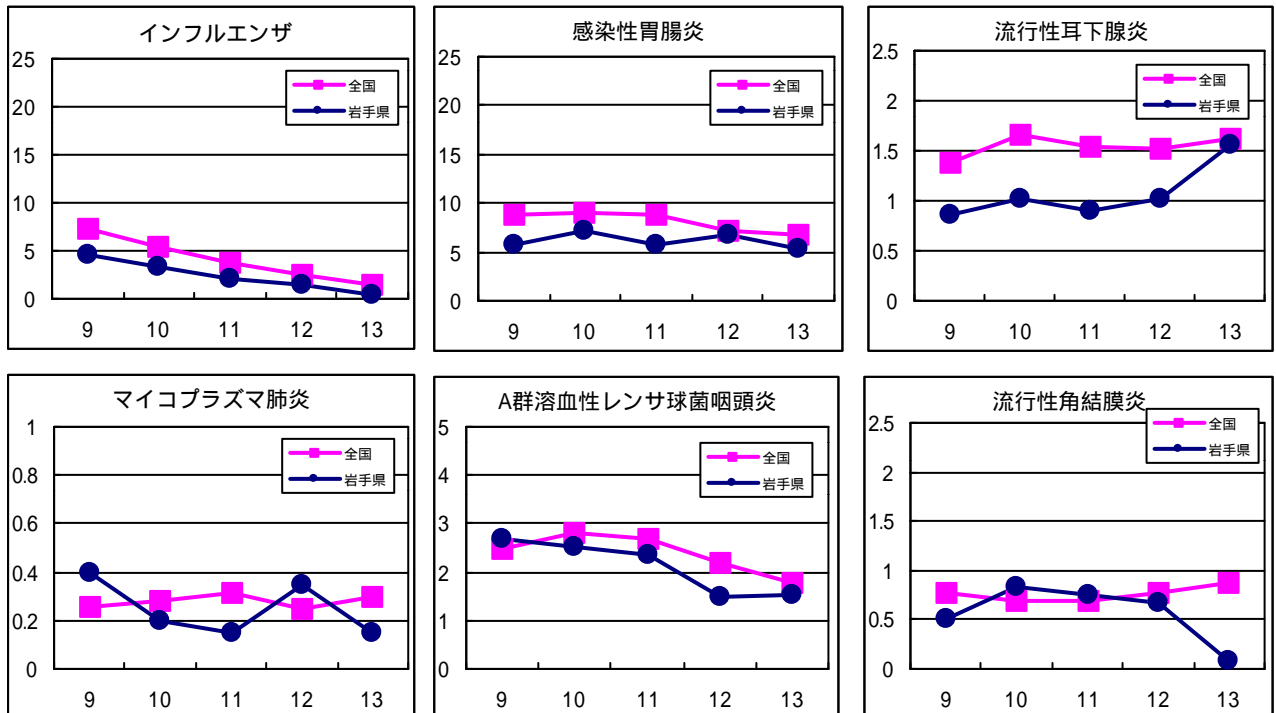 インフルエンザ
25
20
15
10
5
0
9 10 11 12 13
全国
岩手県
感染性胃腸炎
25
20
15
10
5
0
9 10 11 12 13
全国
岩手県
流行性耳下腺炎
2.5
2
1.5
1
0.5
0
9 10 11 12 13
全国
岩手県
マイコプラズマ肺炎
1
0.8
0.6
0.4
0.2
0
9 10 11 12 13
全国
岩手県
A群溶血性レンサ球菌咽頭炎
5
4
3
2
1
0
9 10 11 12 13
全国
岩手県
流行性角結膜炎
2.5
2
1.5
1
0.5
0
9 10 11 12 13
全国
岩手県